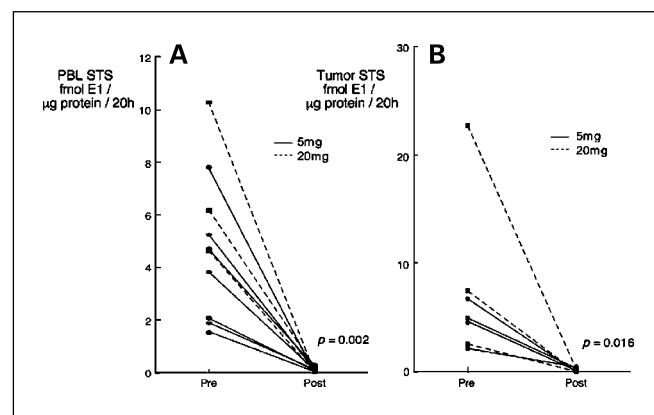 A
PBL STS
fmol E1 /
µg protein / 20h
12
10
8
6
4
2
0
5mg
20mg
p = 0.002
Pre
Post
B
Tumor STS
fmol E1 /
µg protein / 20h
30
20
10
0
5mg
20mg
p = 0.016
Pre
Post